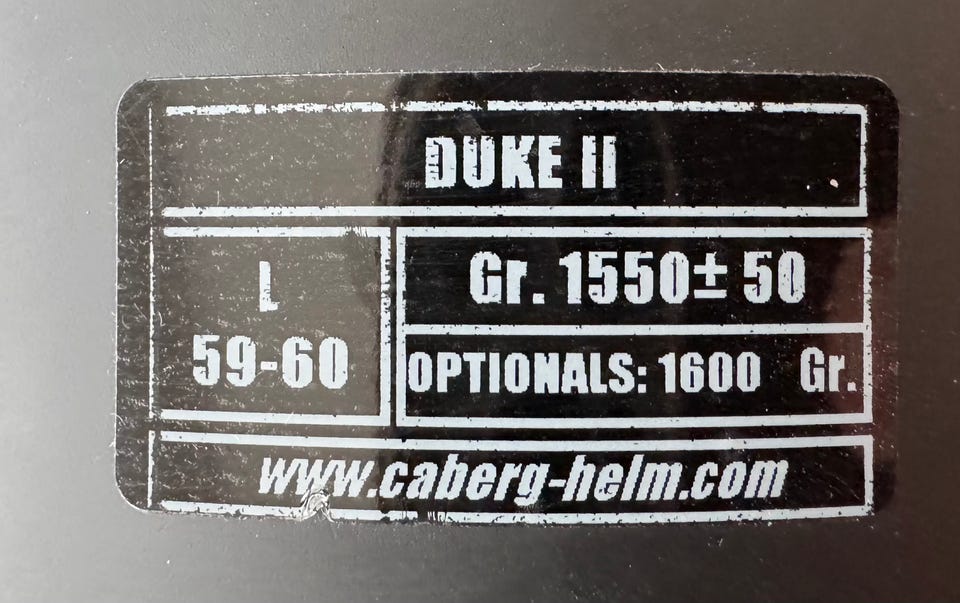 DUKE II
L
59-60
Gr. 1550± 50
OPTIONALS: 1600 Gr.
www.caberg-helm.com